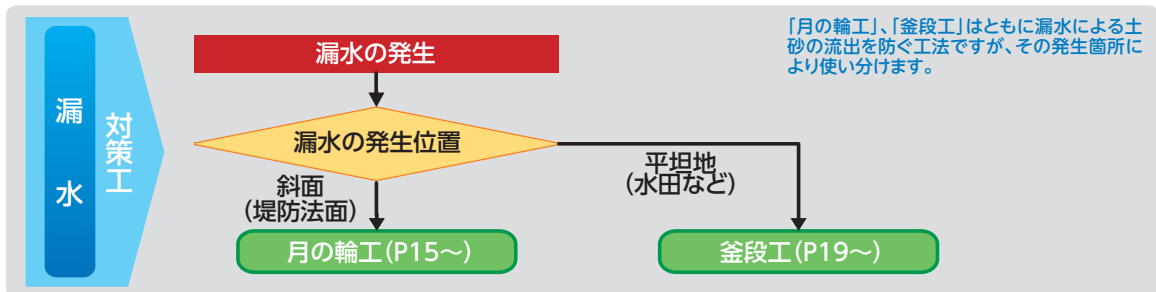 漏水
対策工
漏水の発生
漏水の発生位置
斜面
(堤防法面)
平坦地
(水田など)
月の輪工(P15～)
釜段工(P19～)
「月の輪工」、「釜段工」はともに漏水による土
砂の流出を防ぐ工法ですが、その発生箇所に
より使い分けます。